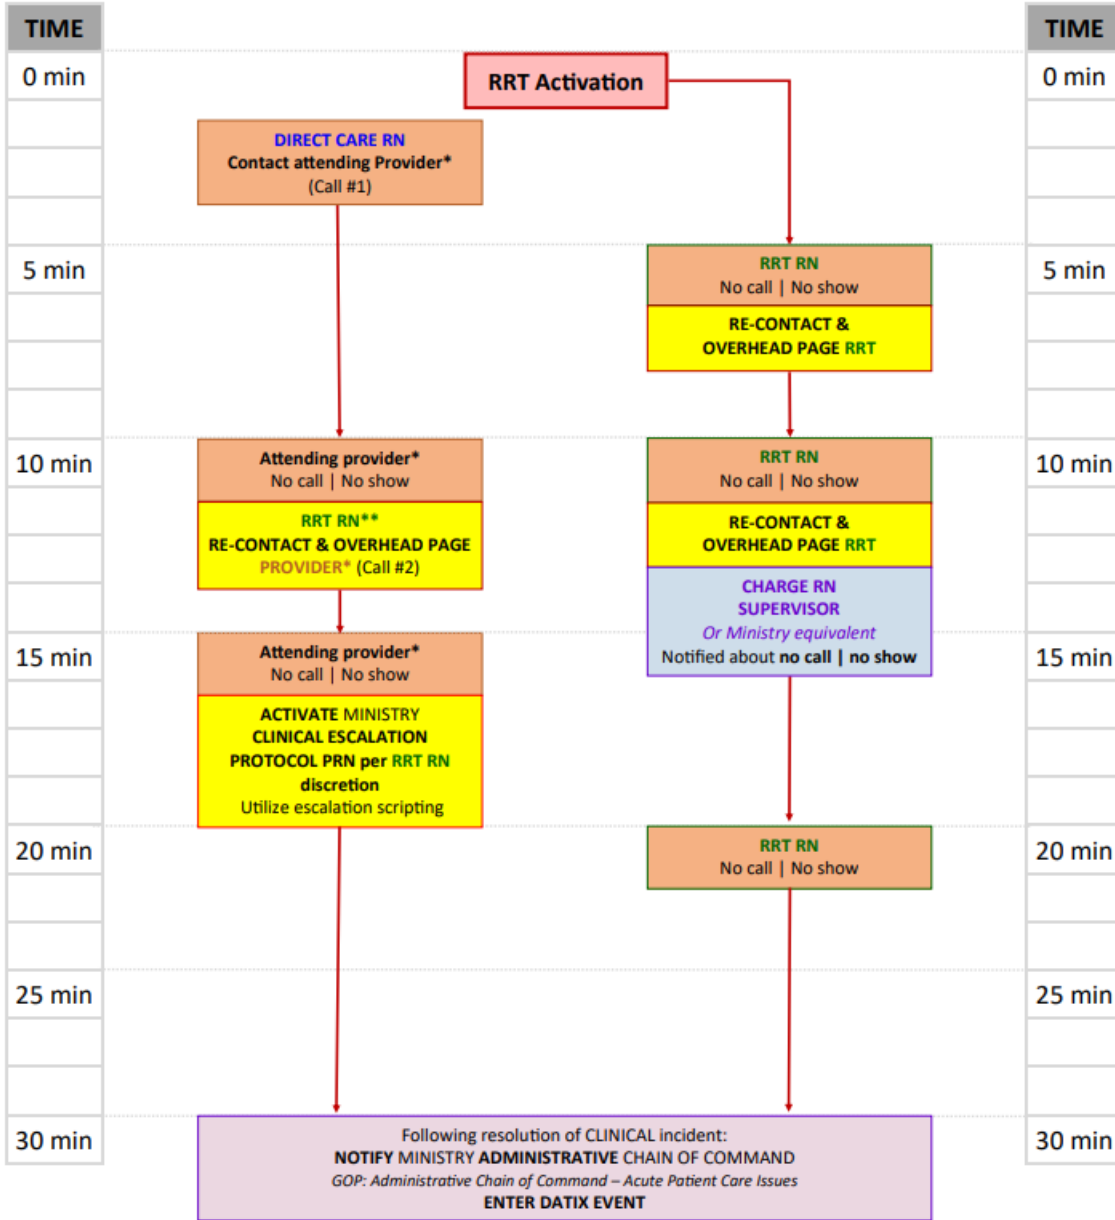 TIME
TIME
0 min
RRT Activation
0 min
DIRECT CARE RN
Contact attending Provider*
(Call #1)
5 min
RRT RN
No call | No show
RE-CONTACT &
OVERHEAD PAGE RRT
5 min
10 min
Attending provider*
No call | No show
RRT RN**
RE-CONTACT & OVERHEAD PAGE
PROVIDER* (Call #2)
RRT RN
No call | No show
RE-CONTACT &
OVERHEAD PAGE RRT
CHARGE RN
SUPERVISOR
Or Ministry equivalent
Notified about no call | no show
10 min
15 min
Attending provider*
No call | No show
ACTIVATE MINISTRY
CLINICAL ESCALATION
PROTOCOL PRN per RRT RN
discretion
Utilize escalation scripting
15 min
20 min
RRT RN
No call | No show
20 min
25 min
25 min
30 min
Following resolution of CLINICAL incident:
NOTIFY MINISTRY ADMINISTRATIVE CHAIN OF COMMAND
GOP: Administrative Chain of Command – Acute Patient Care Issues
ENTER DATIX EVENT
30 min